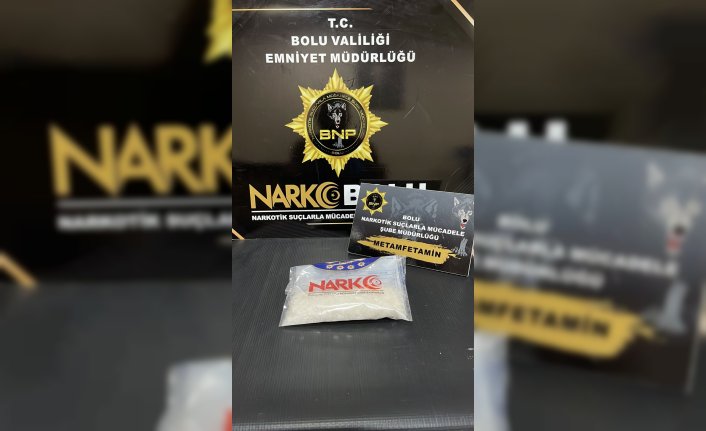 T.C.
BOLU VALİLİĞİ
EMNİYET MÜDÜRLÜĞÜ
BNP
NARKO
NARKOTİK SUÇLARLA MÜCADELE
BOLU
NARKOTİK SUÇLARLA MÜCADELE
ŞUBE MÜDÜRLÜĞÜ
METAMFETAMİN
NARKO